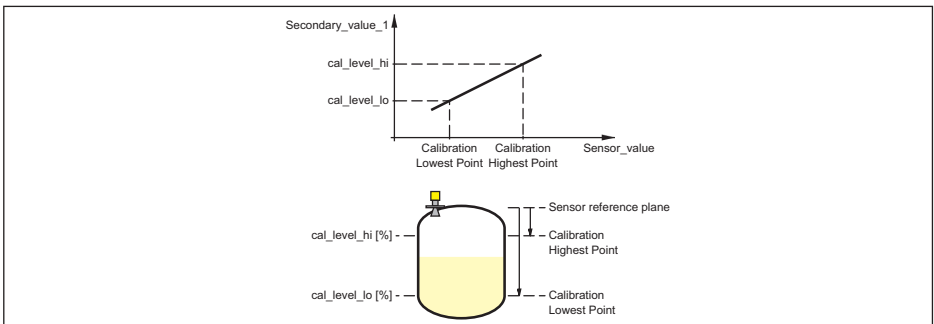 Secondary_value_1
cal_level_hi
cal_level_lo
Calibration
Lowest Point
Calibration
Highest Point
Sensor_value
Sensor reference plane
cal_level_hi [%]
Calibration
Highest Point
cal_level_lo [%]
Calibration
Lowest Point